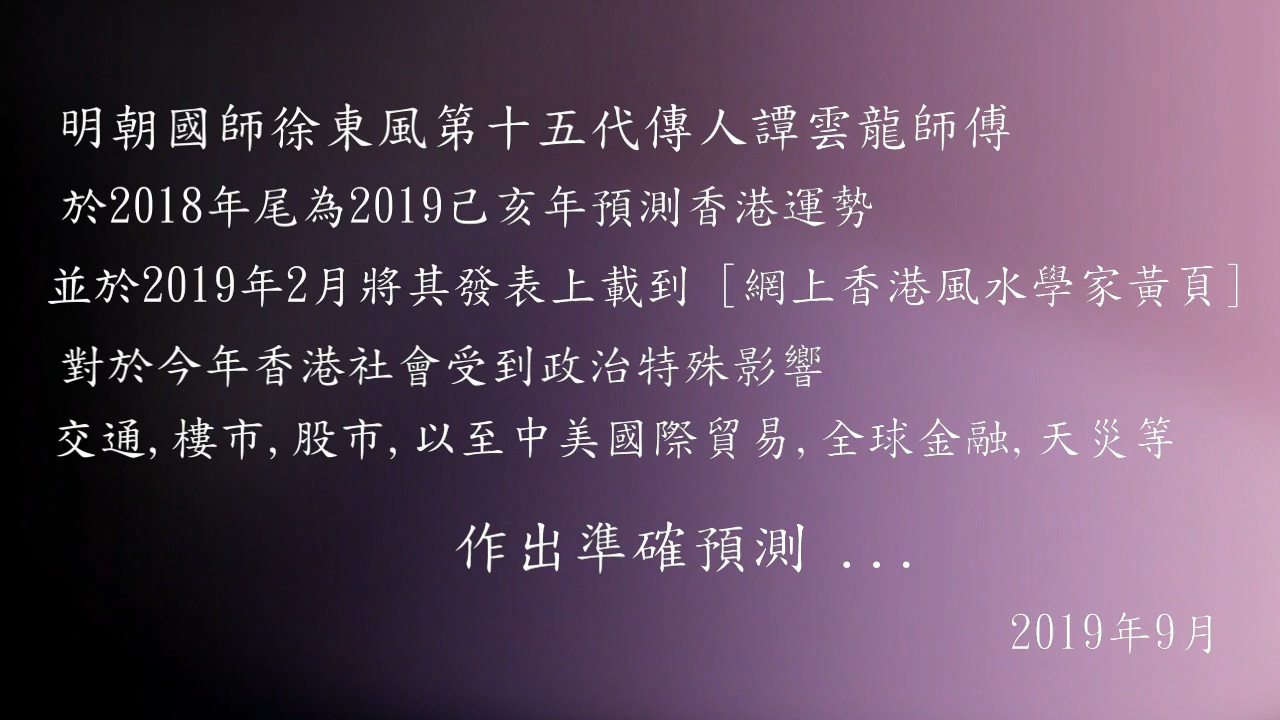 明朝國師徐東風第十五代傳人譚雲龍師傅
於2018年尾為2019己亥年預測香港運勢
並於2019年2月將其發表上載到 [網上香港風水學家黃頁]
對於今年香港社會受到政治特殊影響
交通,樓市,股市,以至中美國際貿易,全球金融,天災等
作出準確預測 ...
2019年9月